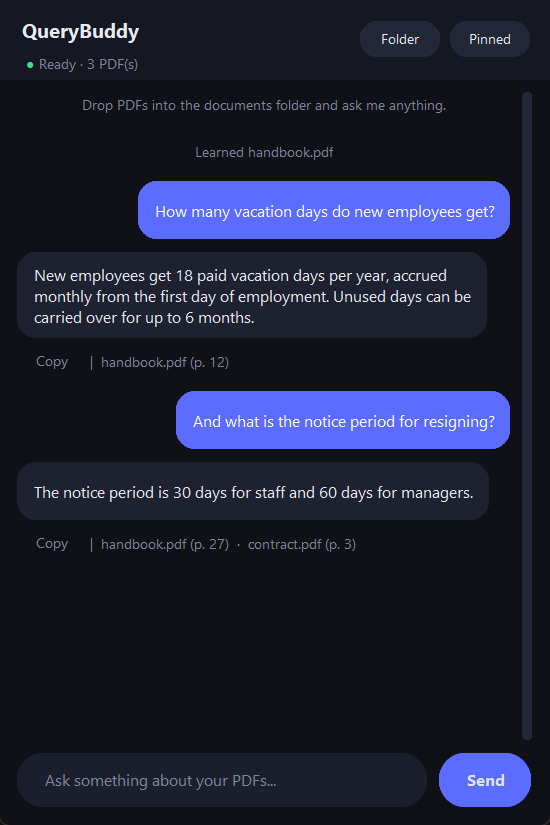 QueryBuddy
Folder
Pinned
● Ready · 3 PDF(s)
Drop PDFs into the documents folder and ask me anything.
Learned handbook.pdf
How many vacation days do new employees get?
New employees get 18 paid vacation days per year, accrued
monthly from the first day of employment. Unused days can be
carried over for up to 6 months.
Copy | handbook.pdf (p. 12)
And what is the notice period for resigning?
The notice period is 30 days for staff and 60 days for managers.
Copy | handbook.pdf (p. 27) · contract.pdf (p. 3)
Ask something about your PDFs...
Send